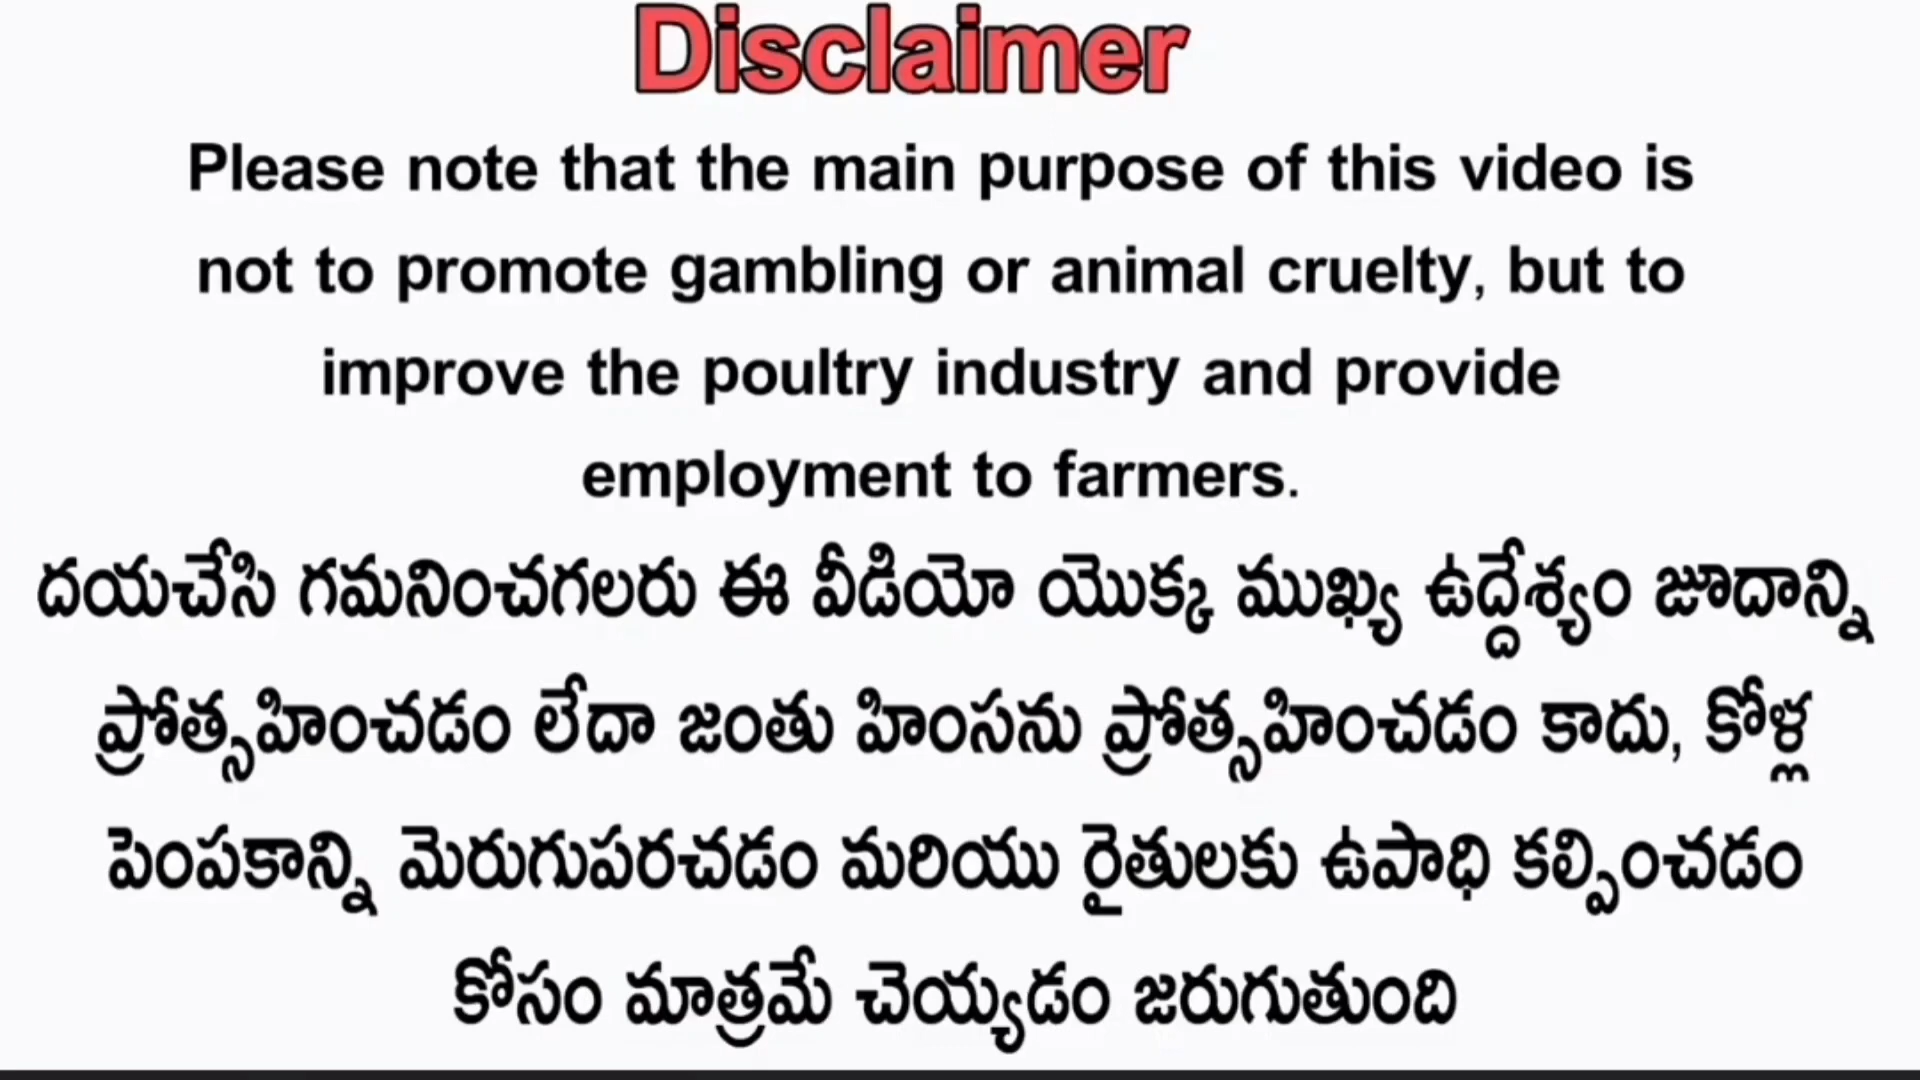 Disclaimer
Please note that the main purpose of this video is
not to promote gambling or animal cruelty, but to
improve the poultry industry and provide
employment to farmers.
దయచేసి గమనించగలరు ఈ వీడియో యొక్క ముఖ్య ఉద్దేశ్యం జూదాన్ని
ప్రోత్సహించడం లేదా జంతు హింసను ప్రోత్సహించడం కాదు, కోళ్ల
పెంపకాన్ని మెరుగుపరచడం మరియు రైతులకు ఉపాధి కల్పించడం
కోసం మాత్రమే చెయ్యడం జరుగుతుంది